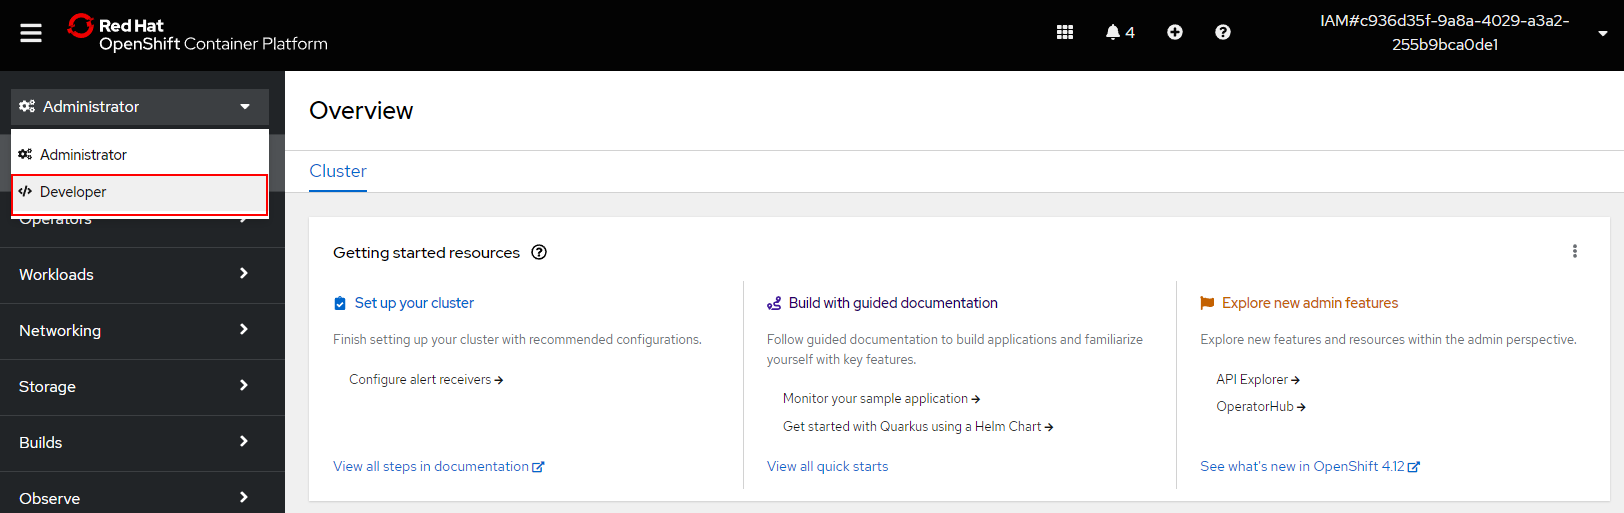 Red Hat
OpenShift Container Platform
4
IAM#c936d35f-9a8a-4029-a3a2-
255b9bca0de1
Administrator
Administrator
Developer
Operators
Workloads
Networking
Storage
Builds
Observe
Overview
Cluster
Getting started resources
Set up your cluster
Finish setting up your cluster with recommended configurations.
Configure alert receivers
View all steps in documentation
Build with guided documentation
Follow guided documentation to build applications and familiarize
yourself with key features.
Monitor your sample application
Get started with Quarkus using a Helm Chart
View all quick starts
Explore new admin features
Explore new features and resources within the admin perspective.
API Explorer
OperatorHub
See what's new in OpenShift 4.12